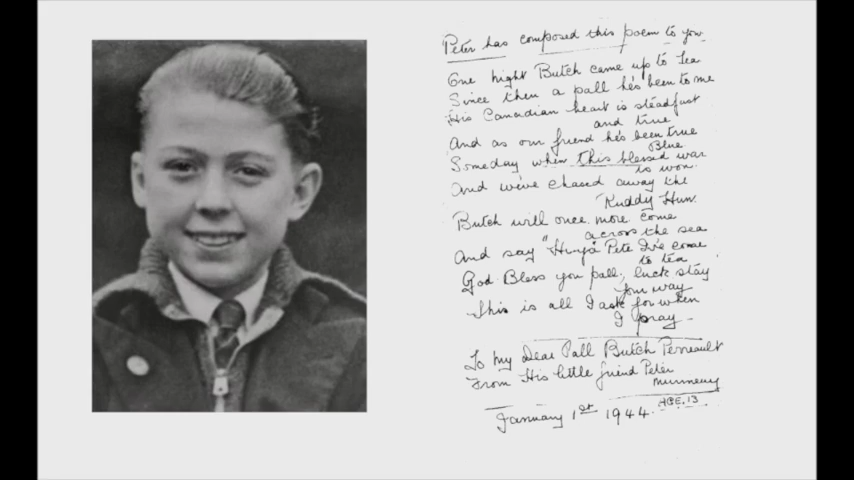 Peter has composed this poem to you
One night Butch came up to tea
Since then a pall he's been to me
His Canadian heart is steadfast
and true
And as our friend he's been true
Blue
Someday when this blessed war
is won.
And we've chased away the
Ruddy Hun.
Butch will once more come
across the sea
And say "Hiya Pete I've come
to tea
God Bless you pall, luck stay
your way
This is all I ask for when
I pray -
To My Dear Pall Butch Perreault
From His little friend Peter
AGE. 13
January 1st 1944.